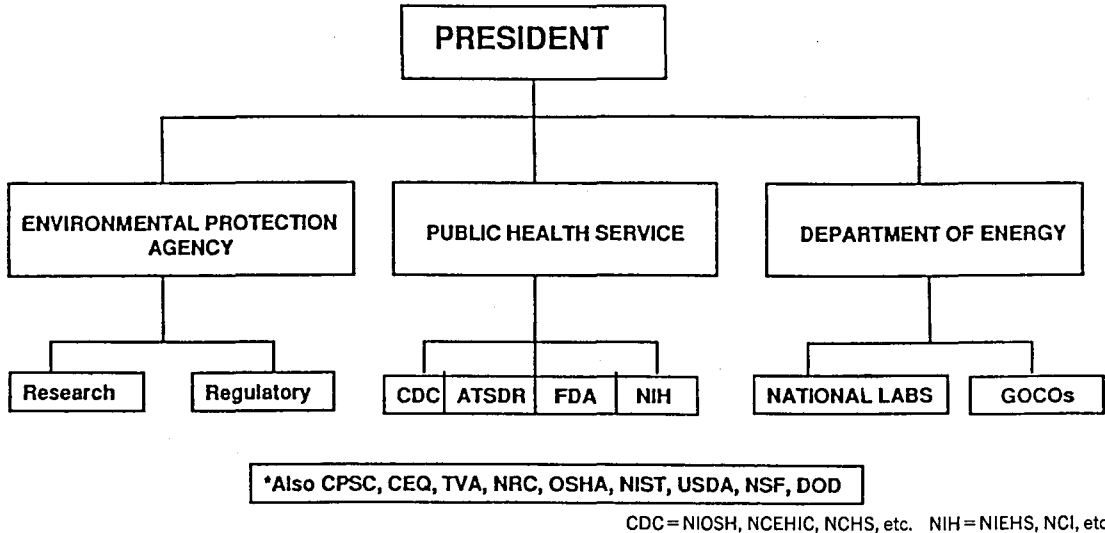 PRESIDENT
ENVIRONMENTAL PROTECTION
AGENCY
PUBLIC HEALTH SERVICE
DEPARTMENT OF ENERGY
Research
Regulatory
CDC
ATSDR
FDA
NIH
NATIONAL LABS
GOCOs
*Also CPSC, CEQ, TVA, NRC, OSHA, NIST, USDA, NSF, DOD
CDC=NIOSH, NCEHIC, NCHS, etc. NIH=NIEHS, NCI, etc